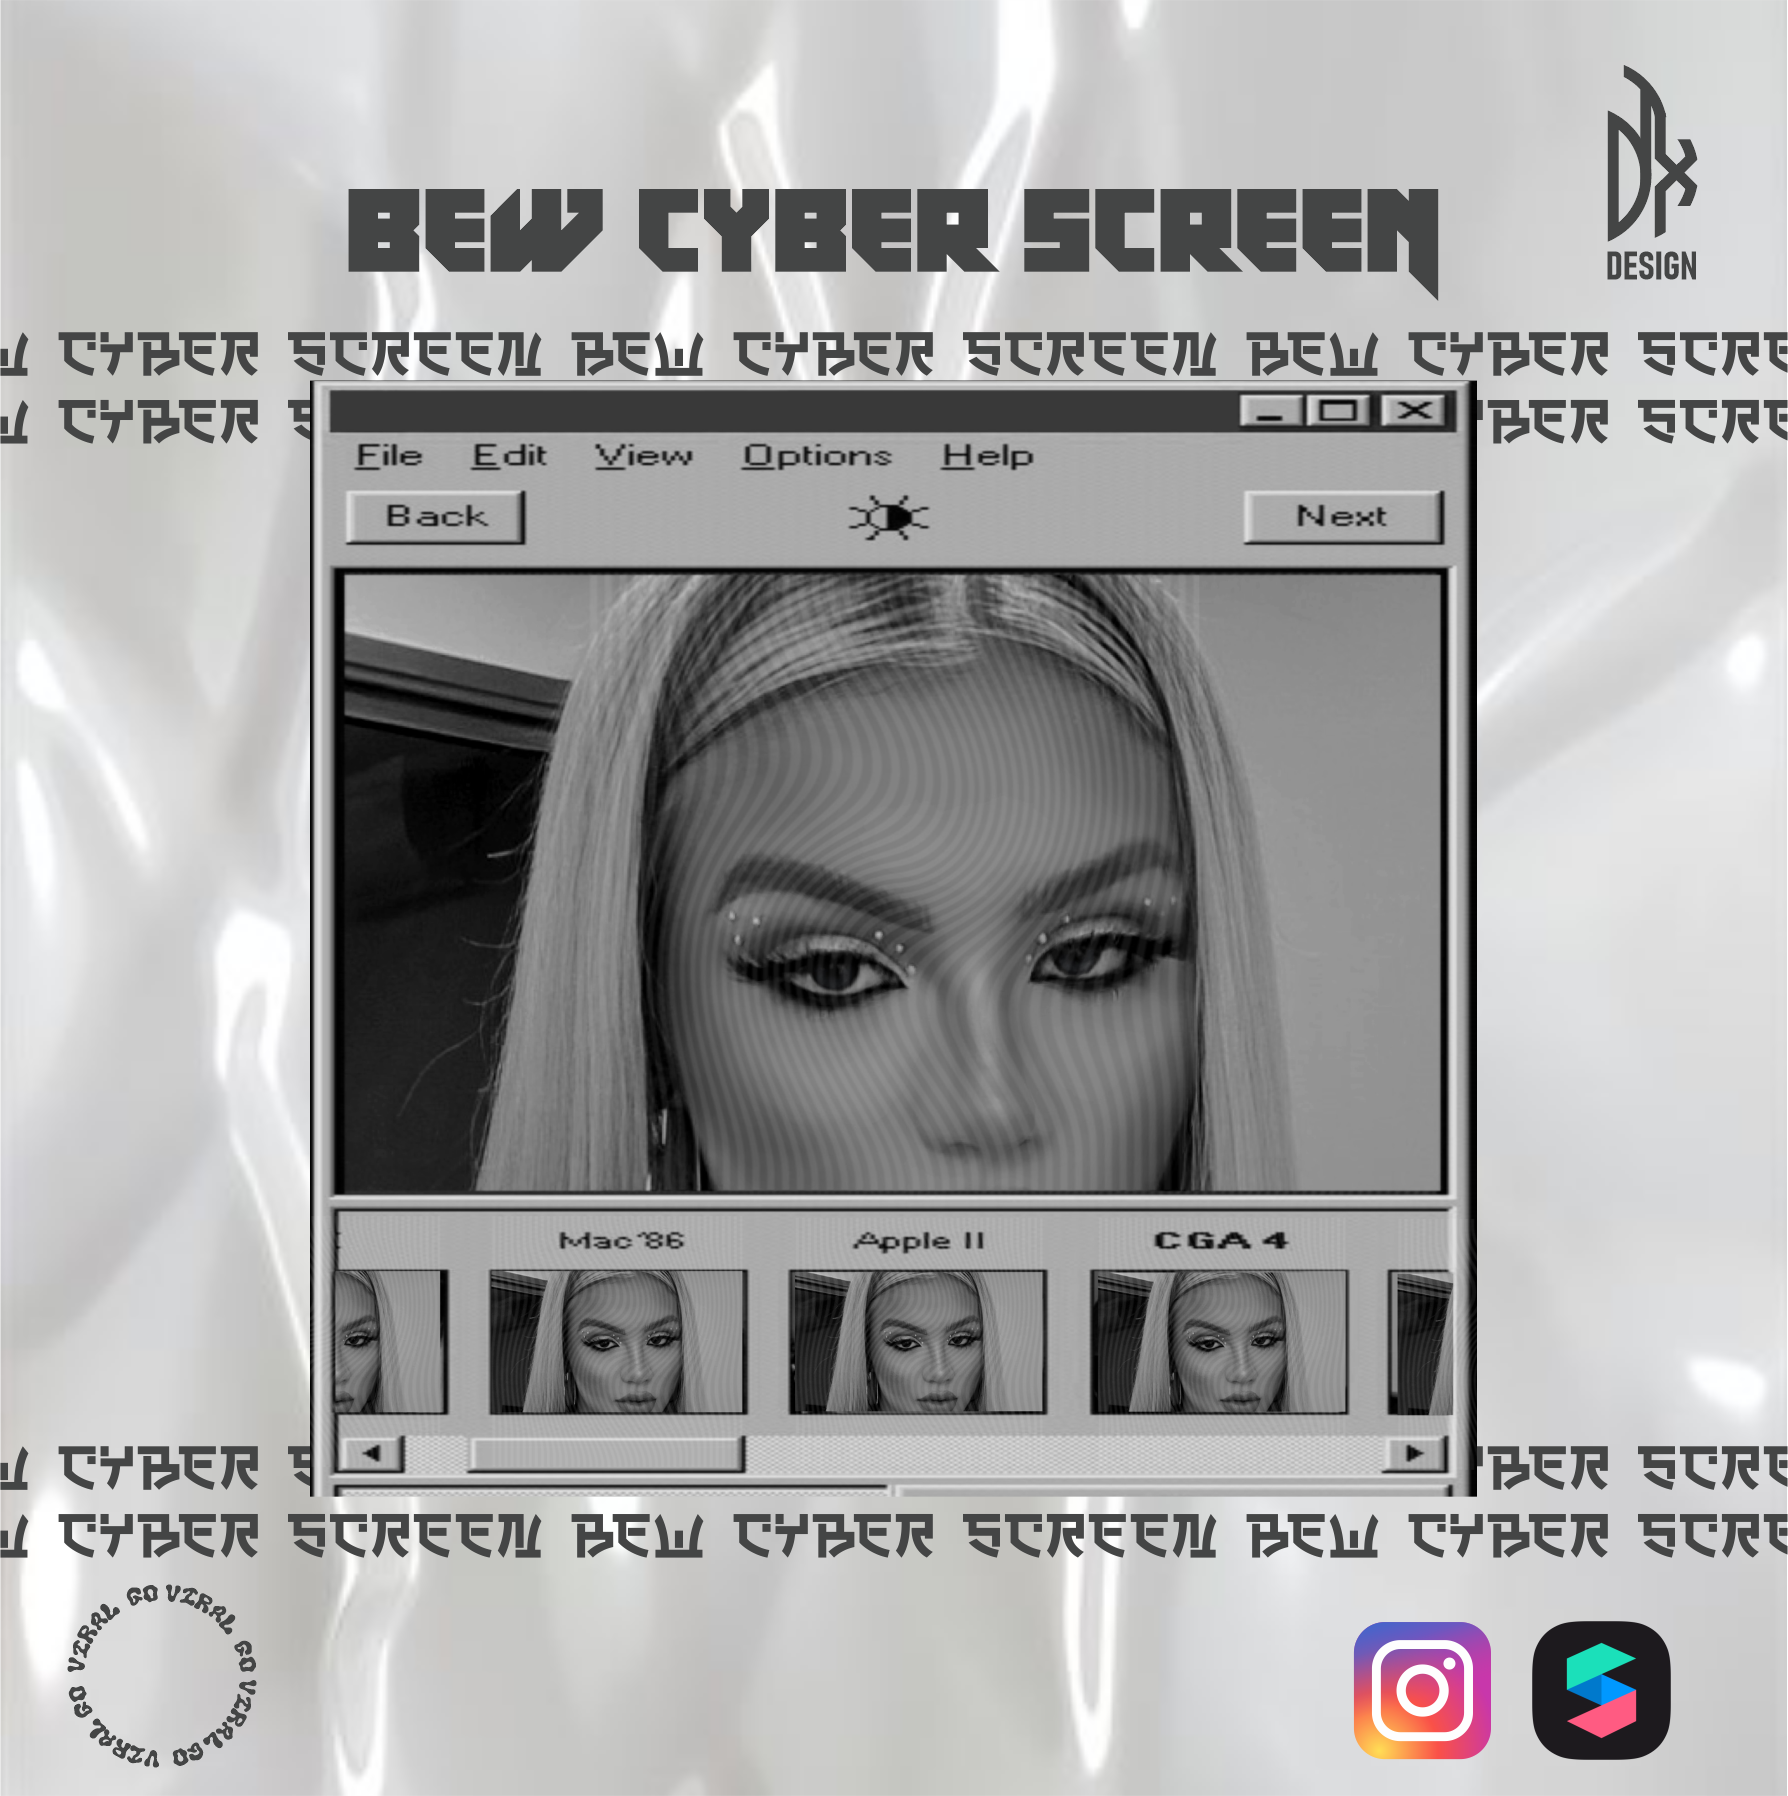 BEW CYBER SCREEN
DESIGN
W CYBER SCREEN BEW CYBER SCREEN BEW CYBER SCRE
W CYBER S
BER SCRE
File Edit View Options Help
Back
Next
Mac'86
Apple II
CGA 4
W CYBER S
BER SCRE
W CYBER SCREEN BEW CYBER SCREEN BEW CYBER SCRE
GO VIRAL GO VIRAL GO VIRAL GO VIRAL